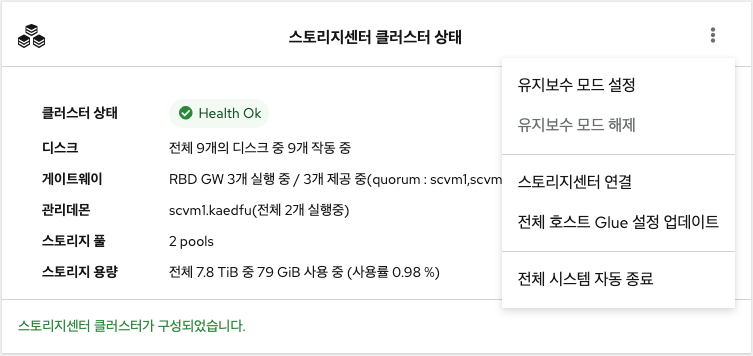 스토리지센터 클러스터 상태
유지보수 모드 설정
유지보수 모드 해제
스토리지센터 연결
전체 호스트 Glue 설정 업데이트
전체 시스템 자동 종료
클러스터 상태 Health Ok
디스크 전체 9개의 디스크 중 9개 작동 중
게이트웨이 RBD GW 3개 실행 중 / 3개 제공 중(quorum : scvm1,scvm
관리데몬 scvm1.kaedfu(전체 2개 실행중)
스토리지 풀 2 pools
스토리지 용량 전체 7.8 TiB 중 79 GiB 사용 중 (사용률 0.98 %)
스토리지센터 클러스터가 구성되었습니다.